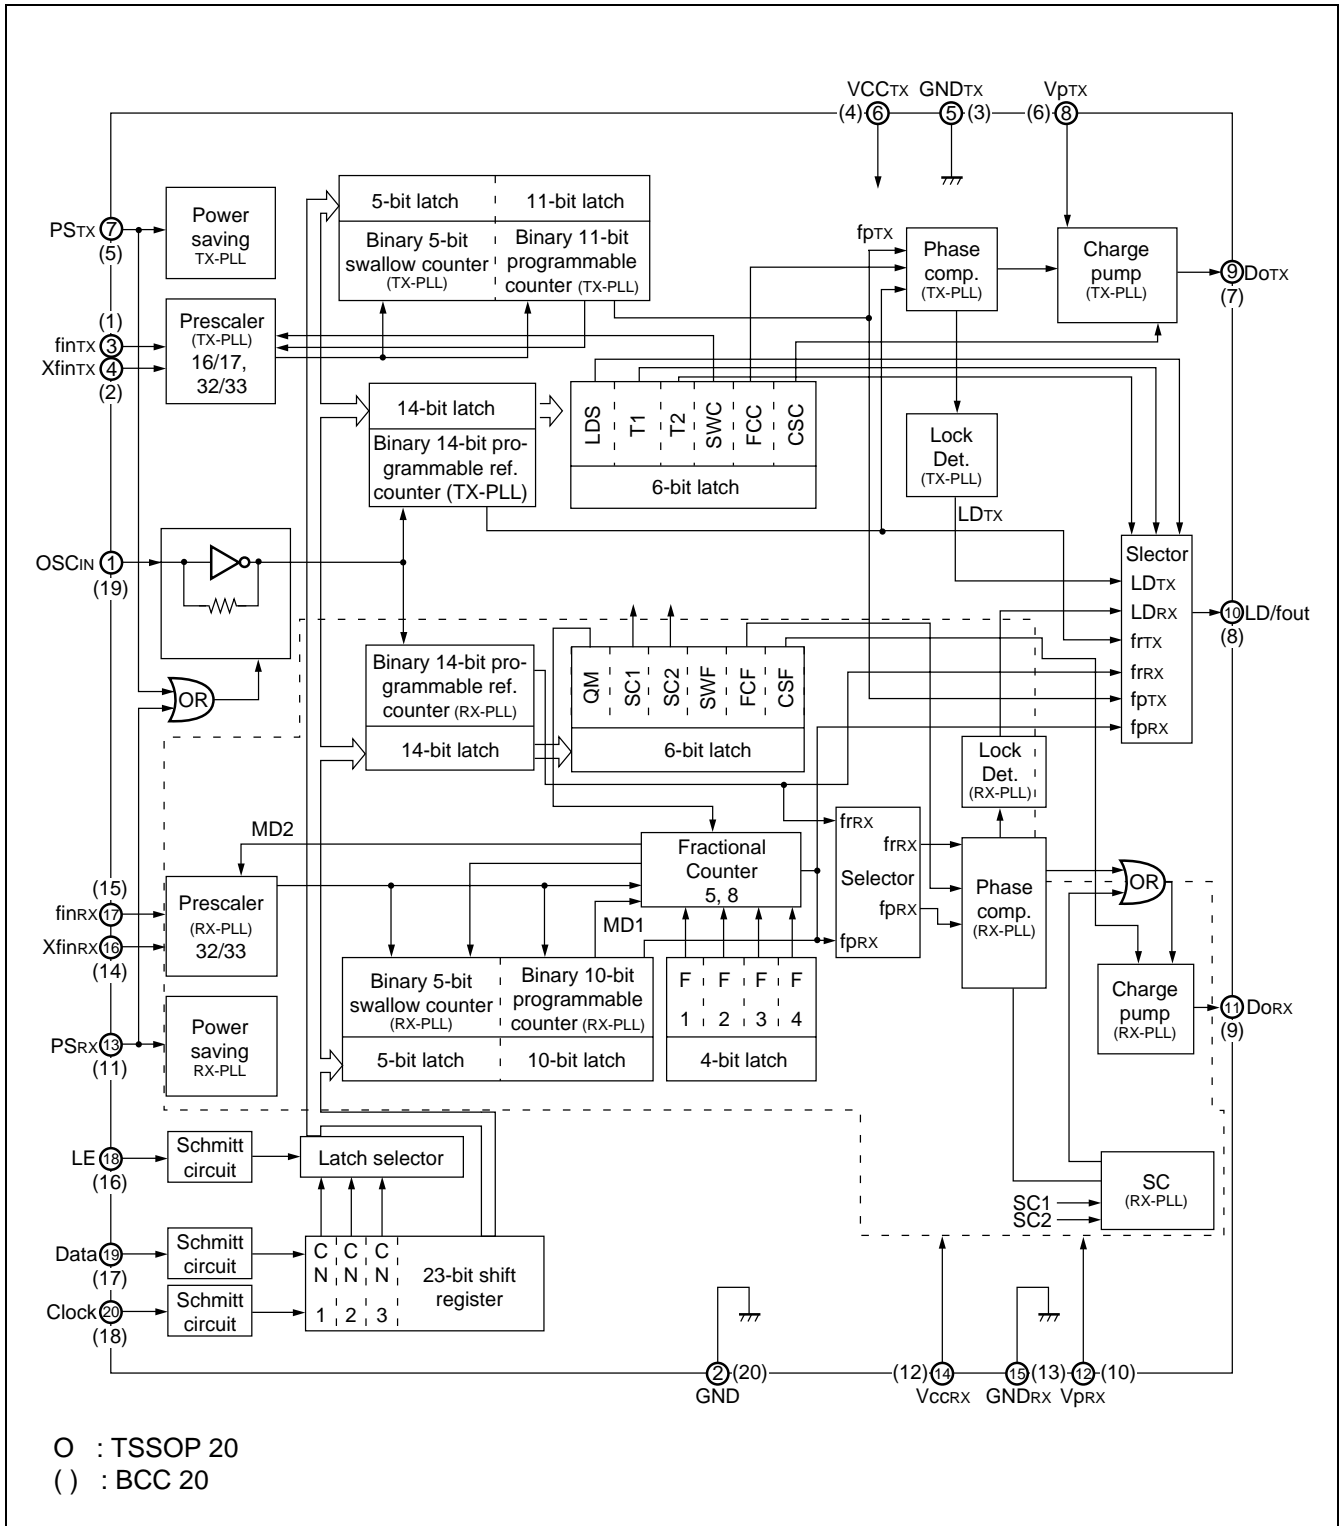 VCCTX GNDTX VpTX
(4) 6 5 (3) (6) 8
PSTX 7
(5)
Power
saving
TX-PLL
5-bit latch 11-bit latch
Binary 5-bit
swallow counter
(TX-PLL)
Binary 11-bit
programmable
counter (TX-PLL)
fpTX
Phase
comp.
(TX-PLL)
Charge
pump
(TX-PLL)
9 DoTX
(7)
(1)
finTX 3
XfinTX 4
(2)
Prescaler
(TX-PLL)
16/17,
32/33
14-bit latch
Binary 14-bit pro-
grammable ref.
counter (TX-PLL)
LDS T1 T2 SWC FCC CSC
6-bit latch
Lock
Det.
(TX-PLL)
LDTX
OSCIN 1
(19)
Slector
LDTX
LDRX
frTX
frRX
fpTX
fpRX
10 LD/fout
(8)
OR
Binary 14-bit pro-
grammable ref.
counter (RX-PLL)
14-bit latch
QM SC1 SC2 SWF FCF CSF
6-bit latch
Lock
Det.
(RX-PLL)
MD2
Fractional
Counter
5, 8
MD1
frRX
frRX
Selector
fpRX
fpRX
Phase
comp.
(RX-PLL)
OR
(15)
finRX 17
XfinRX 16
(14)
Prescaler
(RX-PLL)
32/33
Binary 5-bit
swallow counter
(RX-PLL)
Binary 10-bit
programmable
counter (RX-PLL)
5-bit latch 10-bit latch
F F F F
1 2 3 4
4-bit latch
Charge
pump
(RX-PLL)
11 DoRX
(9)
PSRX 13
(11)
Power
saving
RX-PLL
LE 18
(16)
Schmitt
circuit
Latch selector
SC
(RX-PLL)
SC1
SC2
Data 19
(17)
Schmitt
circuit
C C C
N N N
1 2 3
23-bit shift
register
Clock 20
(18)
Schmitt
circuit
2 (20)
GND
(12) 14
VccRX
15 (13)
GNDRX
12 (10)
VpRX
O : TSSOP 20
( ) : BCC 20